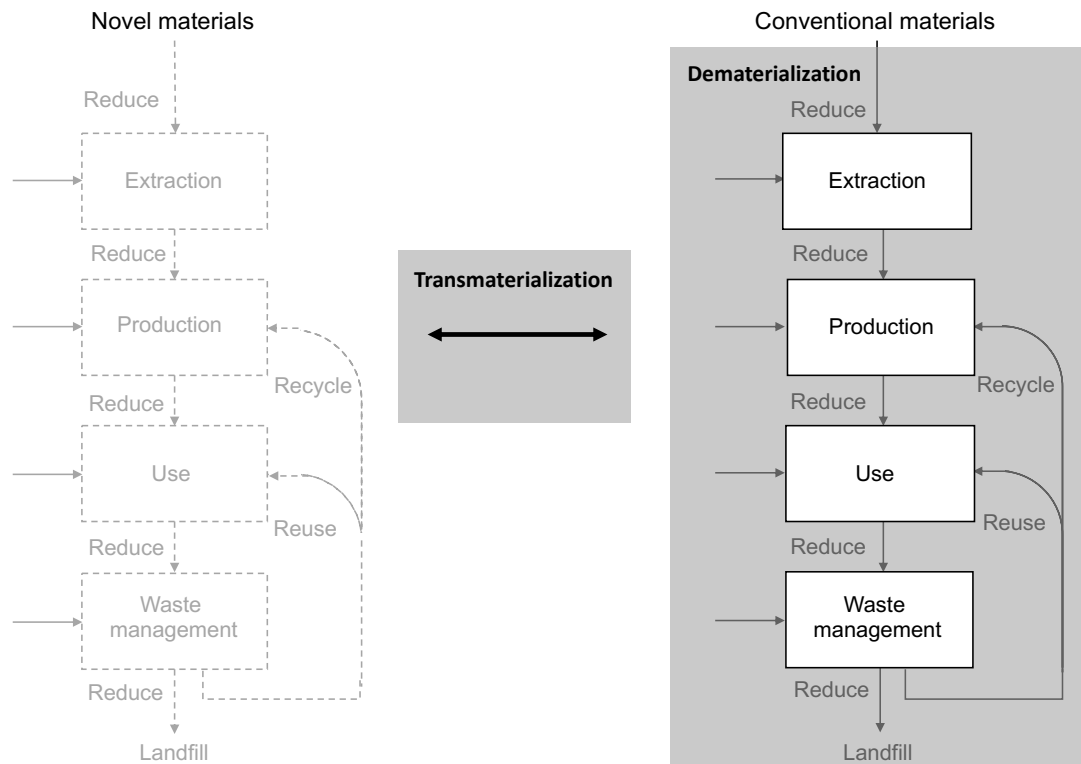 Novel materials
Reduce
Extraction
Reduce
Production
Recycle
Reduce
Use
Reuse
Reduce
Waste
management
Reduce
Landfill
Transmaterialization
Conventional materials
Dematerialization
Reduce
Extraction
Reduce
Production
Recycle
Reduce
Use
Reuse
Reduce
Waste
management
Reduce
Landfill